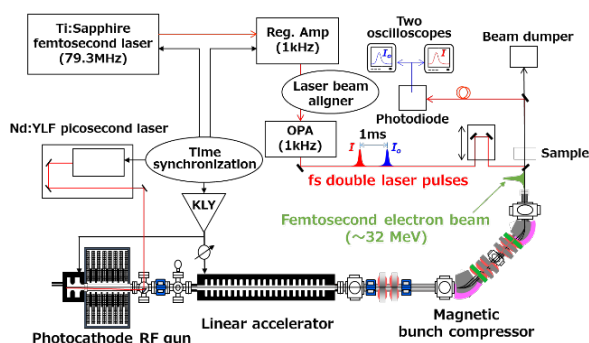 Ti:Sapphire
femtosecond laser
(79.3MHz)
Reg. Amp
(1kHz)
Two
oscilloscopes
I₀
I
Beam dumper
Laser beam
aligner
Photodiode
Nd:YLF picosecond laser
Time
synchronization
OPA
(1kHz)
1ms
I
I₀
Sample
fs double laser pulses
KLY
Femtosecond electron beam
(~32 MeV)
Linear accelerator
Magnetic
bunch compressor
Photocathode RF gun